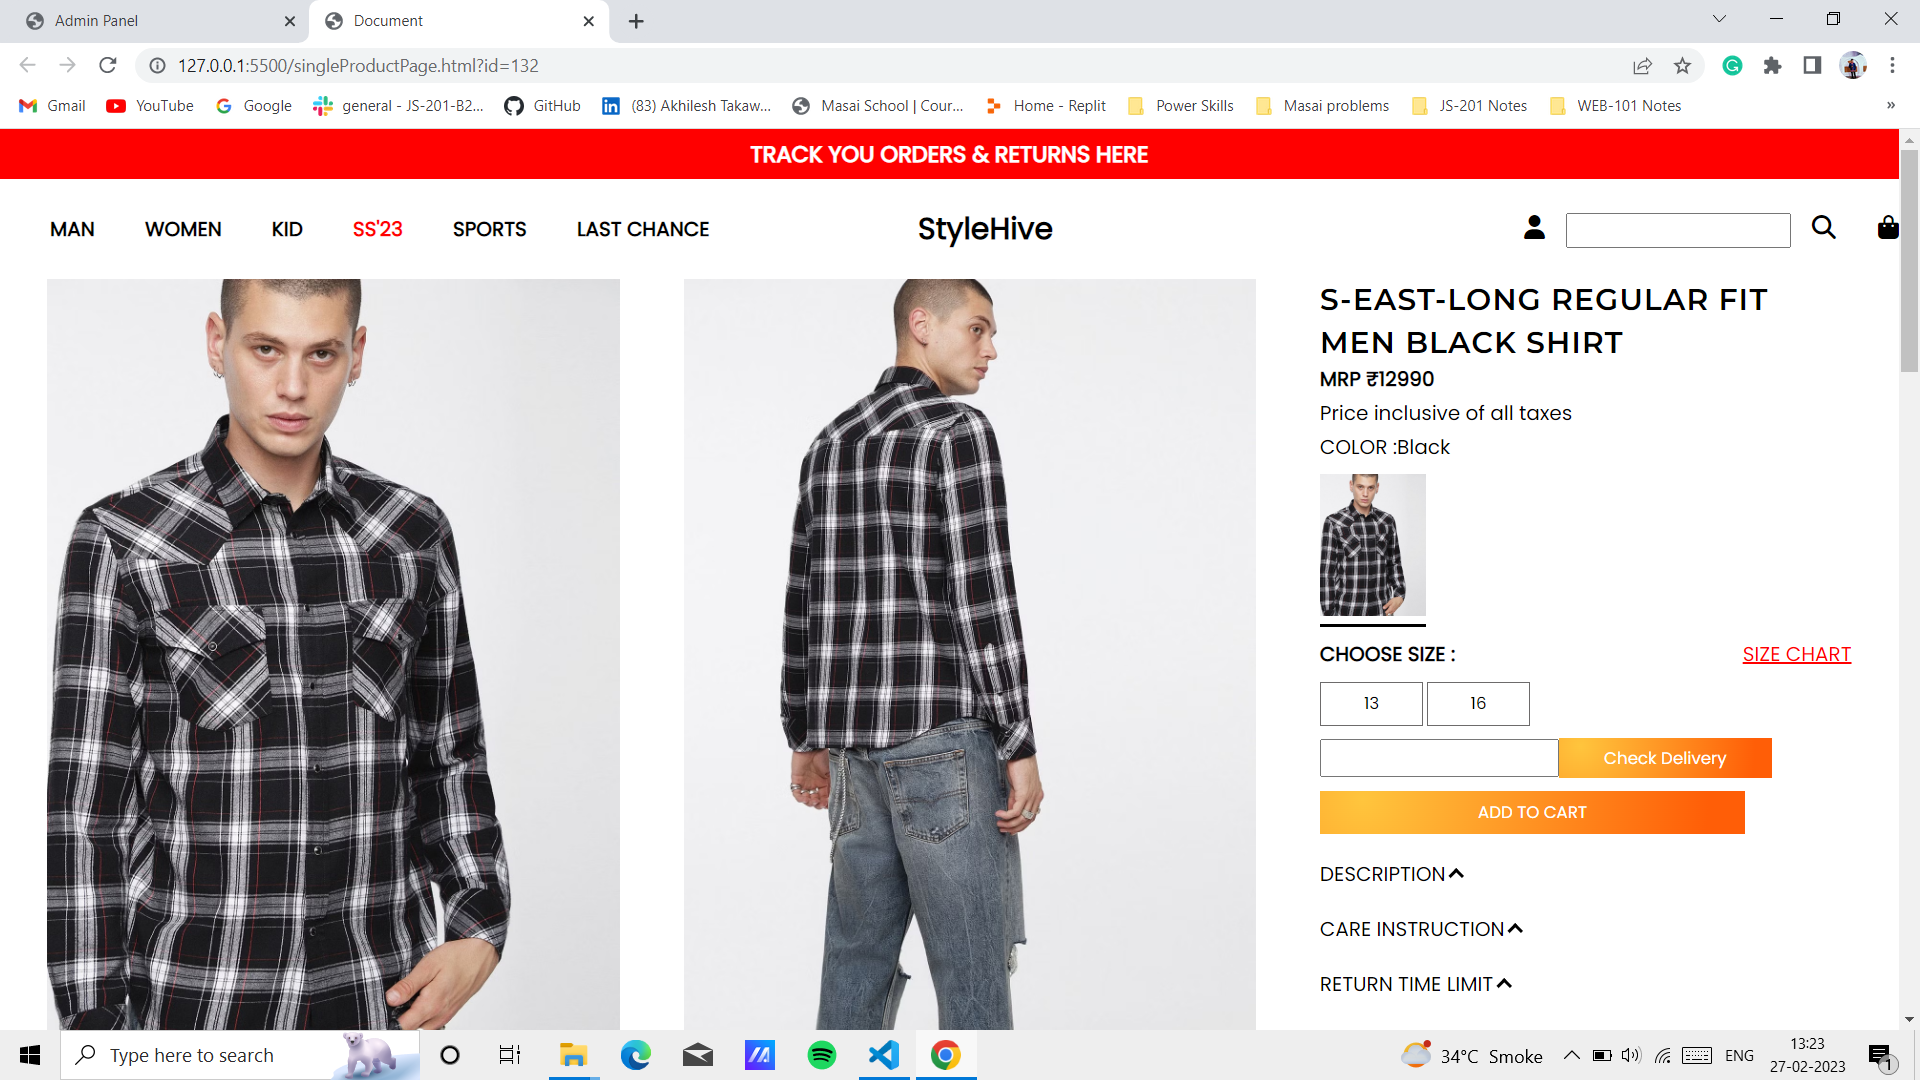 Admin Panel
Document
127.0.0.1:5500/singleProductPage.html?id=132
Gmail
YouTube
Google
general - JS-201-B2...
GitHub
(83) Akhilesh Takaw...
Masai School | Cour...
Home - Replit
Power Skills
Masai problems
JS-201 Notes
WEB-101 Notes
»
TRACK YOU ORDERS & RETURNS HERE
MAN
WOMEN
KID
SS'23
SPORTS
LAST CHANCE
StyleHive
S-EAST-LONG REGULAR FIT
MEN BLACK SHIRT
MRP ₹12990
Price inclusive of all taxes
COLOR :Black
CHOOSE SIZE :
SIZE CHART
13
16
Check Delivery
ADD TO CART
DESCRIPTION
CARE INSTRUCTION
RETURN TIME LIMIT
Type here to search
34°C Smoke
ENG
13:23
27-02-2023
1